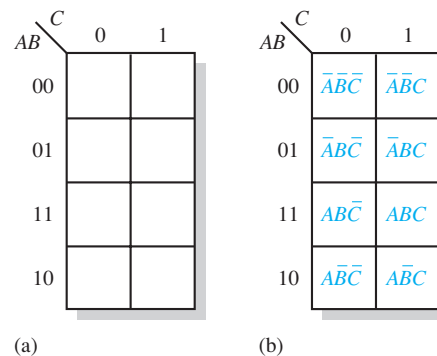 C C
AB 0 1 AB 0 1
00 00 A̅B̅C̅ A̅B̅C
01 01 A̅BC̅ A̅BC
11 11 ABC̅ ABC
10 10 AB̅C̅ AB̅C
(a) (b)